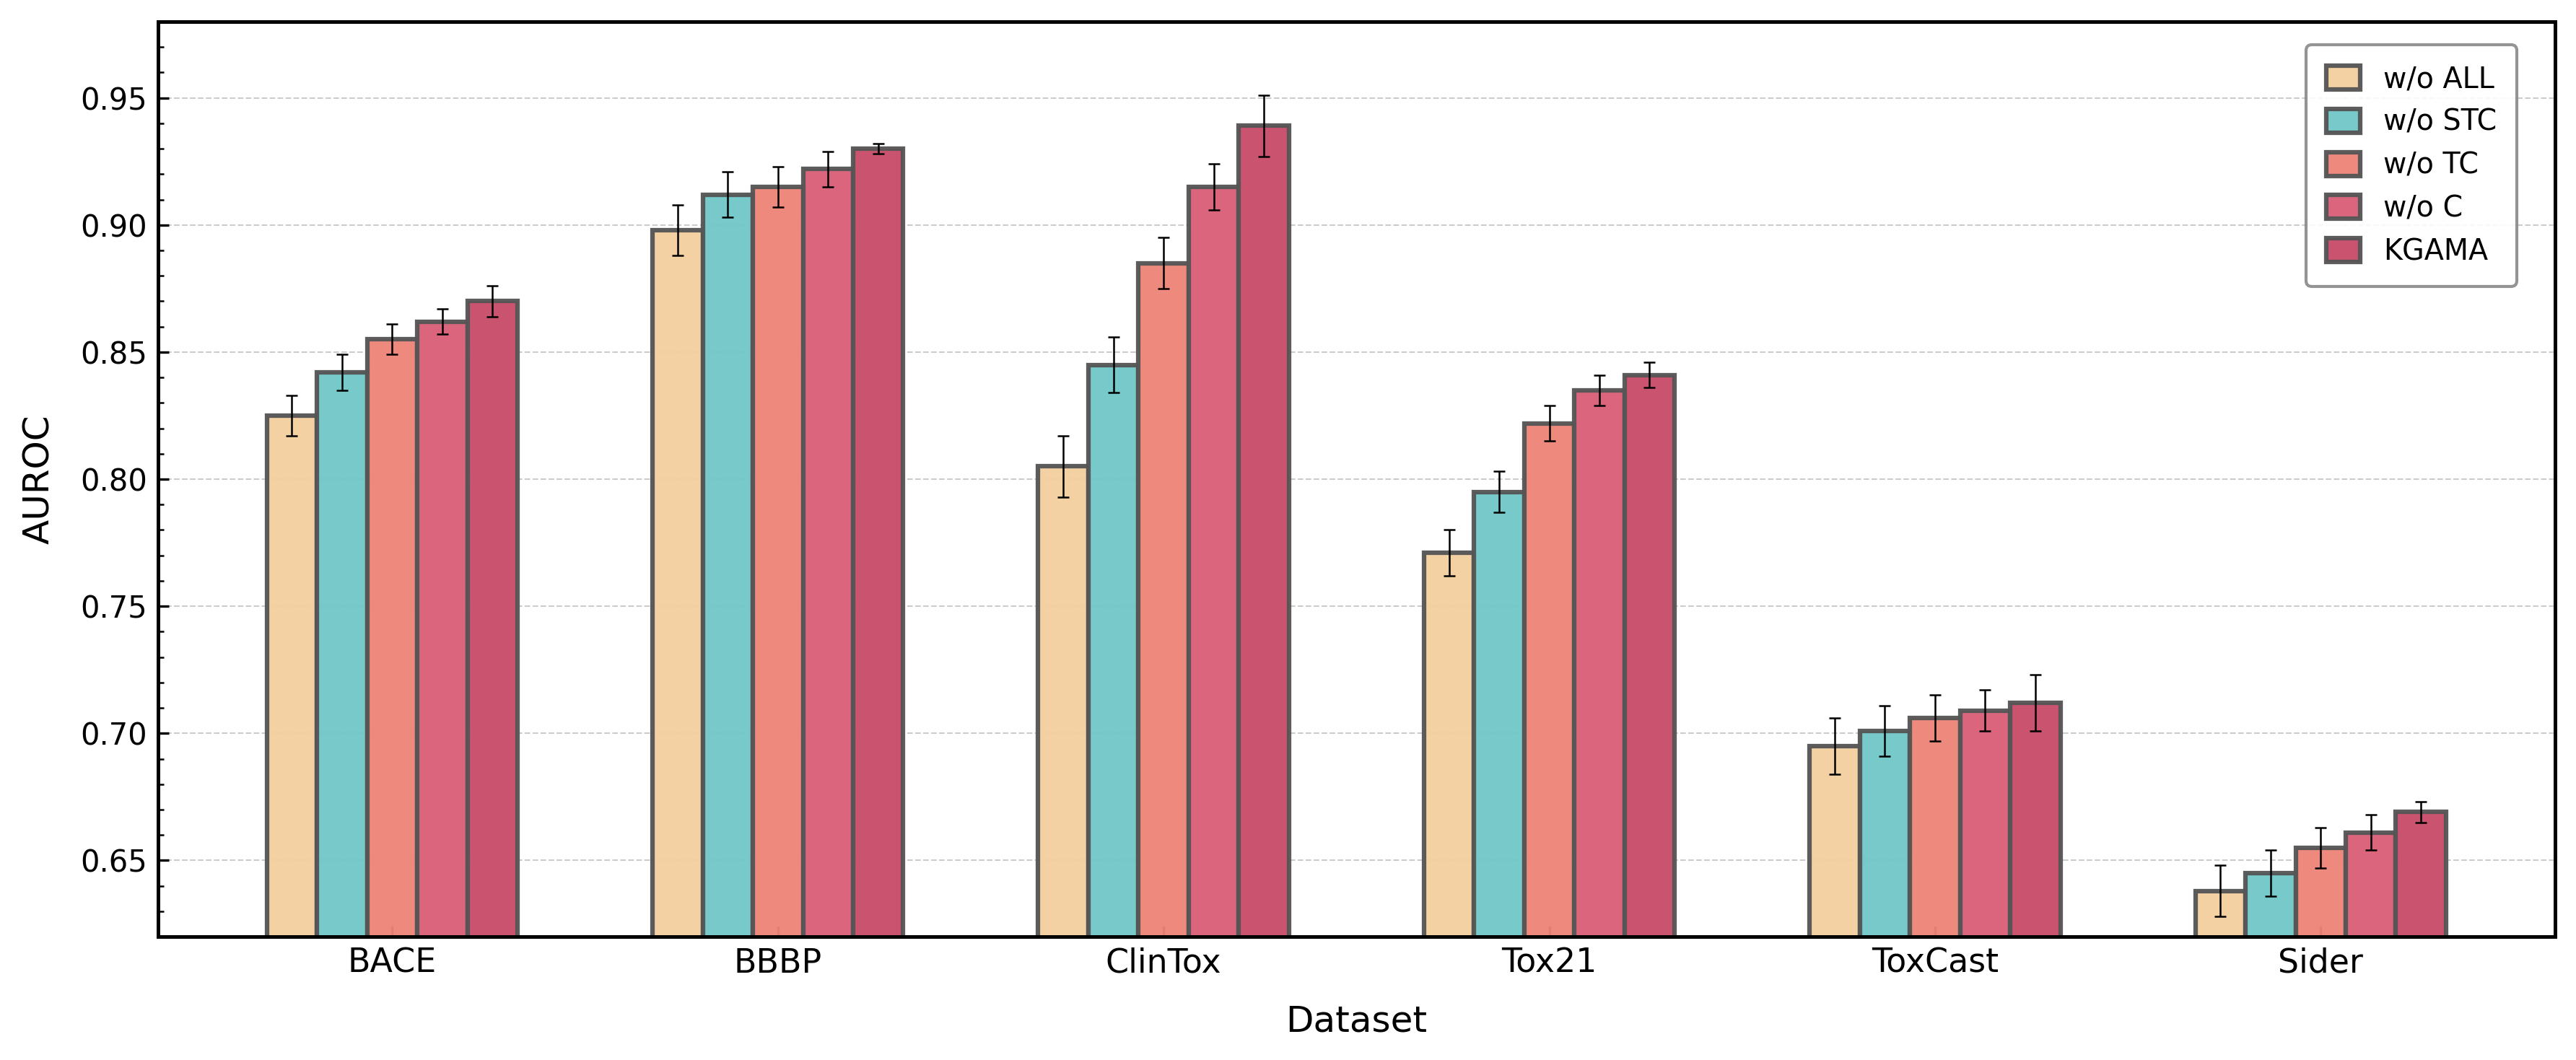 AUROC
0.95
0.90
0.85
0.80
0.75
0.70
0.65
w/o ALL
w/o STC
w/o TC
w/o C
KGAMA
BACE
BBBP
ClinTox
Tox21
ToxCast
Sider
Dataset